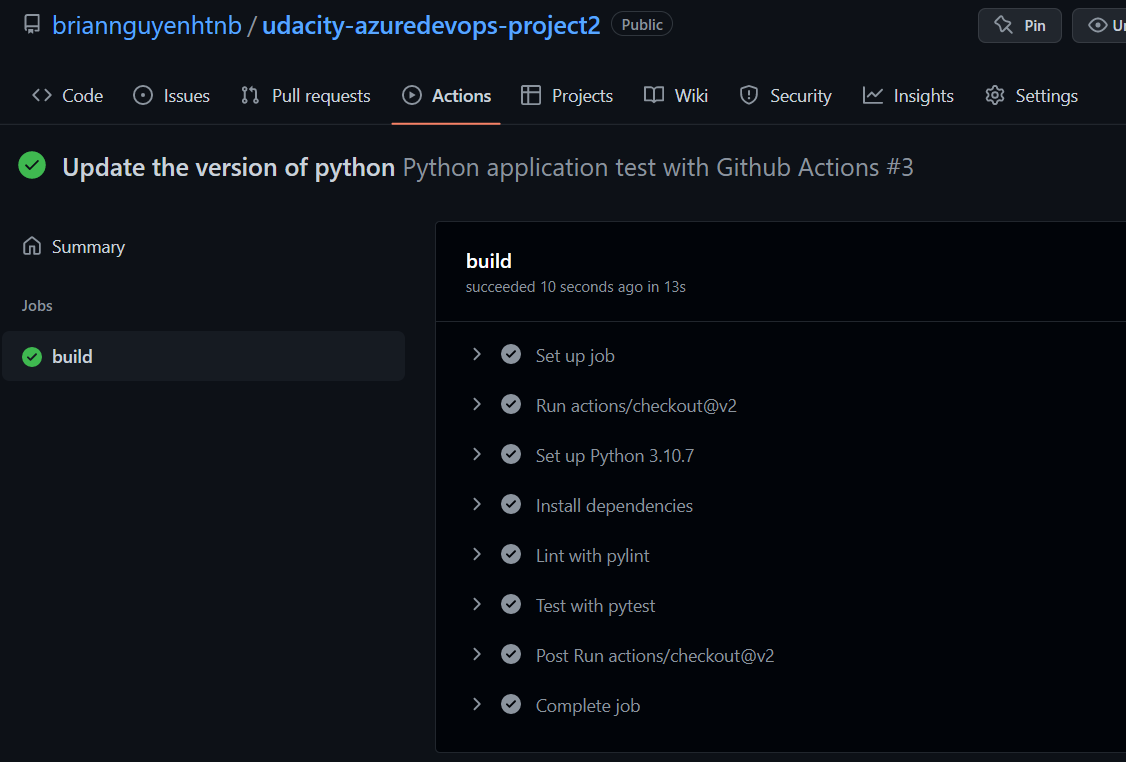 briannguyenhtnb / udacity-azuredevops-project2 Public Pin
Code Issues Pull requests Actions Projects Wiki Security Insights Settings
Update the version of python Python application test with Github Actions #3
Summary
Jobs
build
build
succeeded 10 seconds ago in 13s
Set up job
Run actions/checkout@v2
Set up Python 3.10.7
Install dependencies
Lint with pylint
Test with pytest
Post Run actions/checkout@v2
Complete job